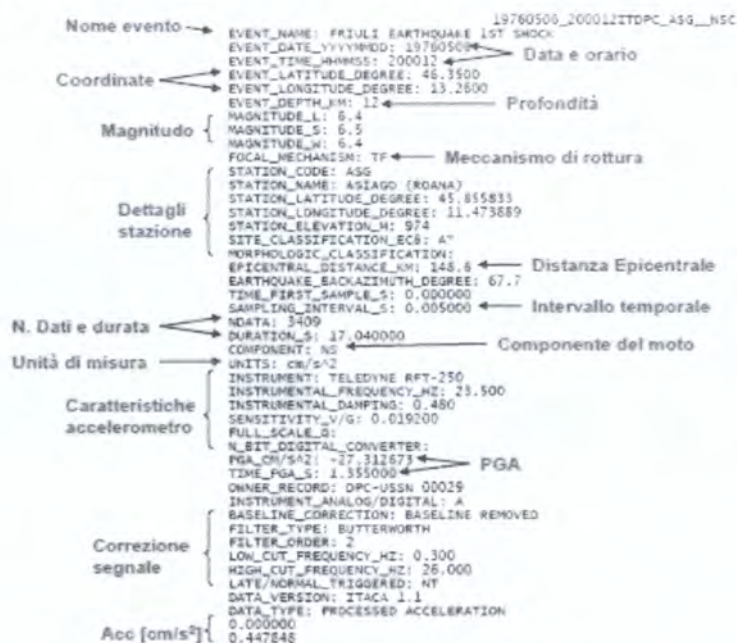 19760506_200012ITDPC_ASG__NSC
Nome evento
EVENT_NAME: FRIULI EARTHQUAKE 1ST SHOCK
EVENT_DATE_YYYYMMDD: 19760506
Data e orario
EVENT_TIME_HHMMSS: 200012
Coordinate
EVENT_LATITUDE_DEGREE: 46.3500
EVENT_LONGITUDE_DEGREE: 13.2600
EVENT_DEPTH_KM: 12
Profondità
Magnitudo
MAGNITUDE_L: 6.4
MAGNITUDE_S: 6.5
MAGNITUDE_W: 6.4
FOCAL_MECHANISM: TF
Meccanismo di rottura
Dettagli stazione
STATION_CODE: ASG
STATION_NAME: ASIAGO (ROANA)
STATION_LATITUDE_DEGREE: 45.855833
STATION_LONGITUDE_DEGREE: 11.473889
STATION_ELEVATION_M: 974
SITE_CLASSIFICATION_EC8: A*
MORPHOLOGIC_CLASSIFICATION:
EPICENTRAL_DISTANCE_KM: 148.6
Distanza Epicentrale
EARTHQUAKE_BACKAZIMUTH_DEGREE: 67.7
TIME_FIRST_SAMPLE_S: 0.000000
SAMPLING_INTERVAL_S: 0.005000
Intervallo temporale
N. Dati e durata
NDATA: 3409
DURATION_S: 17.040000
COMPONENT: NS
Componente del moto
Unità di misura
UNITS: cm/s^2
Caratteristiche accelerometro
INSTRUMENT: TELEDYNE RFT-250
INSTRUMENTAL_FREQUENCY_HZ: 23.500
INSTRUMENTAL_DAMPING: 0.480
SENSITIVITY_V/G: 0.019200
FULL_SCALE_G:
N_BIT_DIGITAL_CONVERTER:
PGA_CM/S^2: -27.312673
PGA
TIME_PGA_S: 1.355000
OWNER_RECORD: DPC-USSN 00029
INSTRUMENT_ANALOG/DIGITAL: A
Correzione segnale
BASELINE_CORRECTION: BASELINE REMOVED
FILTER_TYPE: BUTTERWORTH
FILTER_ORDER: 2
LOW_CUT_FREQUENCY_HZ: 0.300
HIGH_CUT_FREQUENCY_HZ: 26.000
LATE/NORMAL_TRIGGERED: NT
DATA_VERSION: ITACA 1.1
DATA_TYPE: PROCESSED ACCELERATION
Acc [cm/s²]
0.000000
0.447848